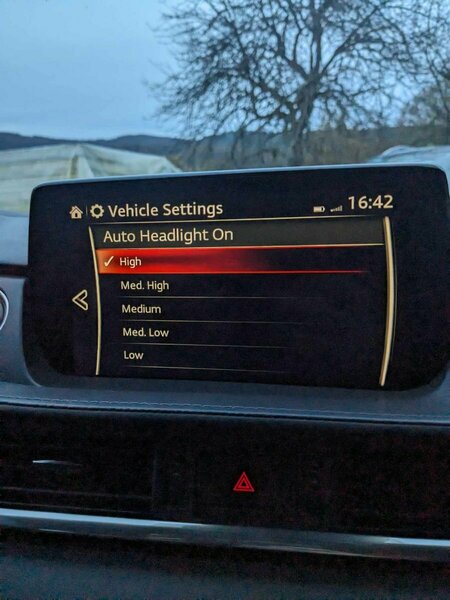 Vehicle Settings 16:42
Auto Headlight On
High
Med. High
Medium
Med. Low
Low